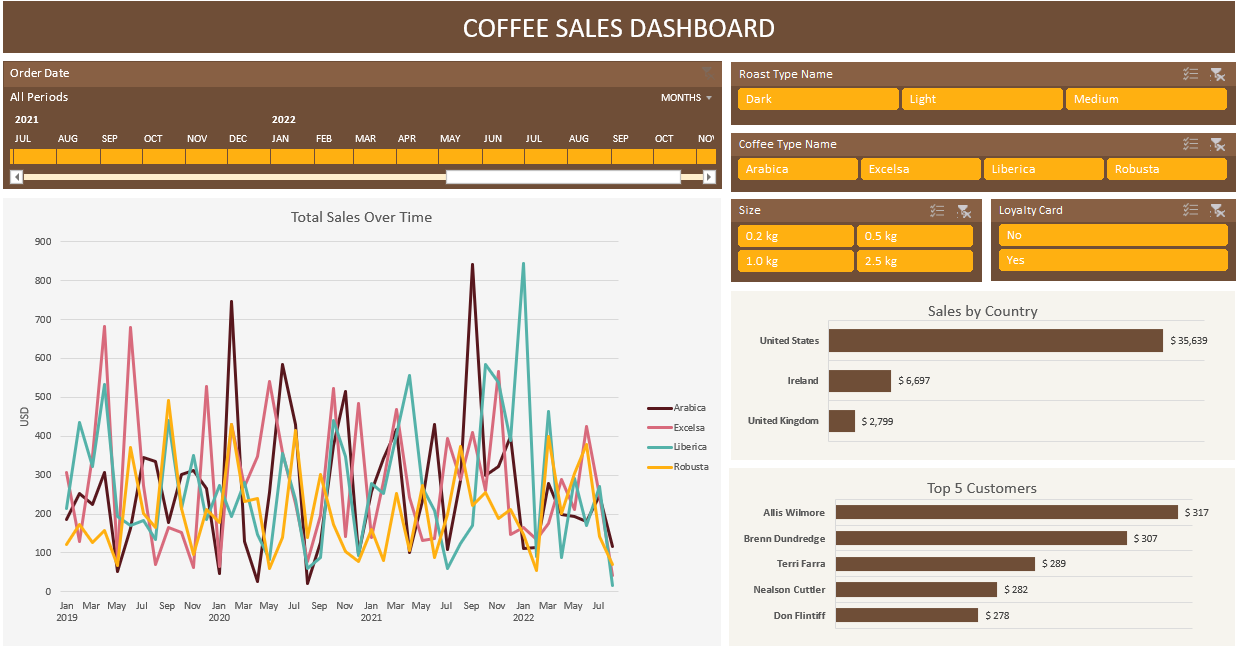 COFFEE SALES DASHBOARD
Order Date
All Periods
MONTHS
2021 2022
JUL AUG SEP OCT NOV DEC JAN FEB MAR APR MAY JUN JUL AUG SEP OCT
Roast Type Name
Dark Light Medium
Coffee Type Name
Arabica Excelsa Liberica Robusta
Size
0.2 kg 0.5 kg
1.0 kg 2.5 kg
Loyalty Card
No
Yes
Total Sales Over Time
900
800
700
600
500
400
300
200
100
0
USD
Jan Mar May Jul Sep Nov Jan Mar May Jul Sep Nov Jan Mar May Jul Sep Nov Jan Mar May Jul
2019 2020 2021 2022
Arabica
Excelsa
Liberica
Robusta
Sales by Country
United States $ 35,639
Ireland $ 6,697
United Kingdom $ 2,799
Top 5 Customers
Allis Wilmore $ 317
Brenn Dundredge $ 307
Terri Farra $ 289
Nealson Cuttler $ 282
Don Flintiff $ 278